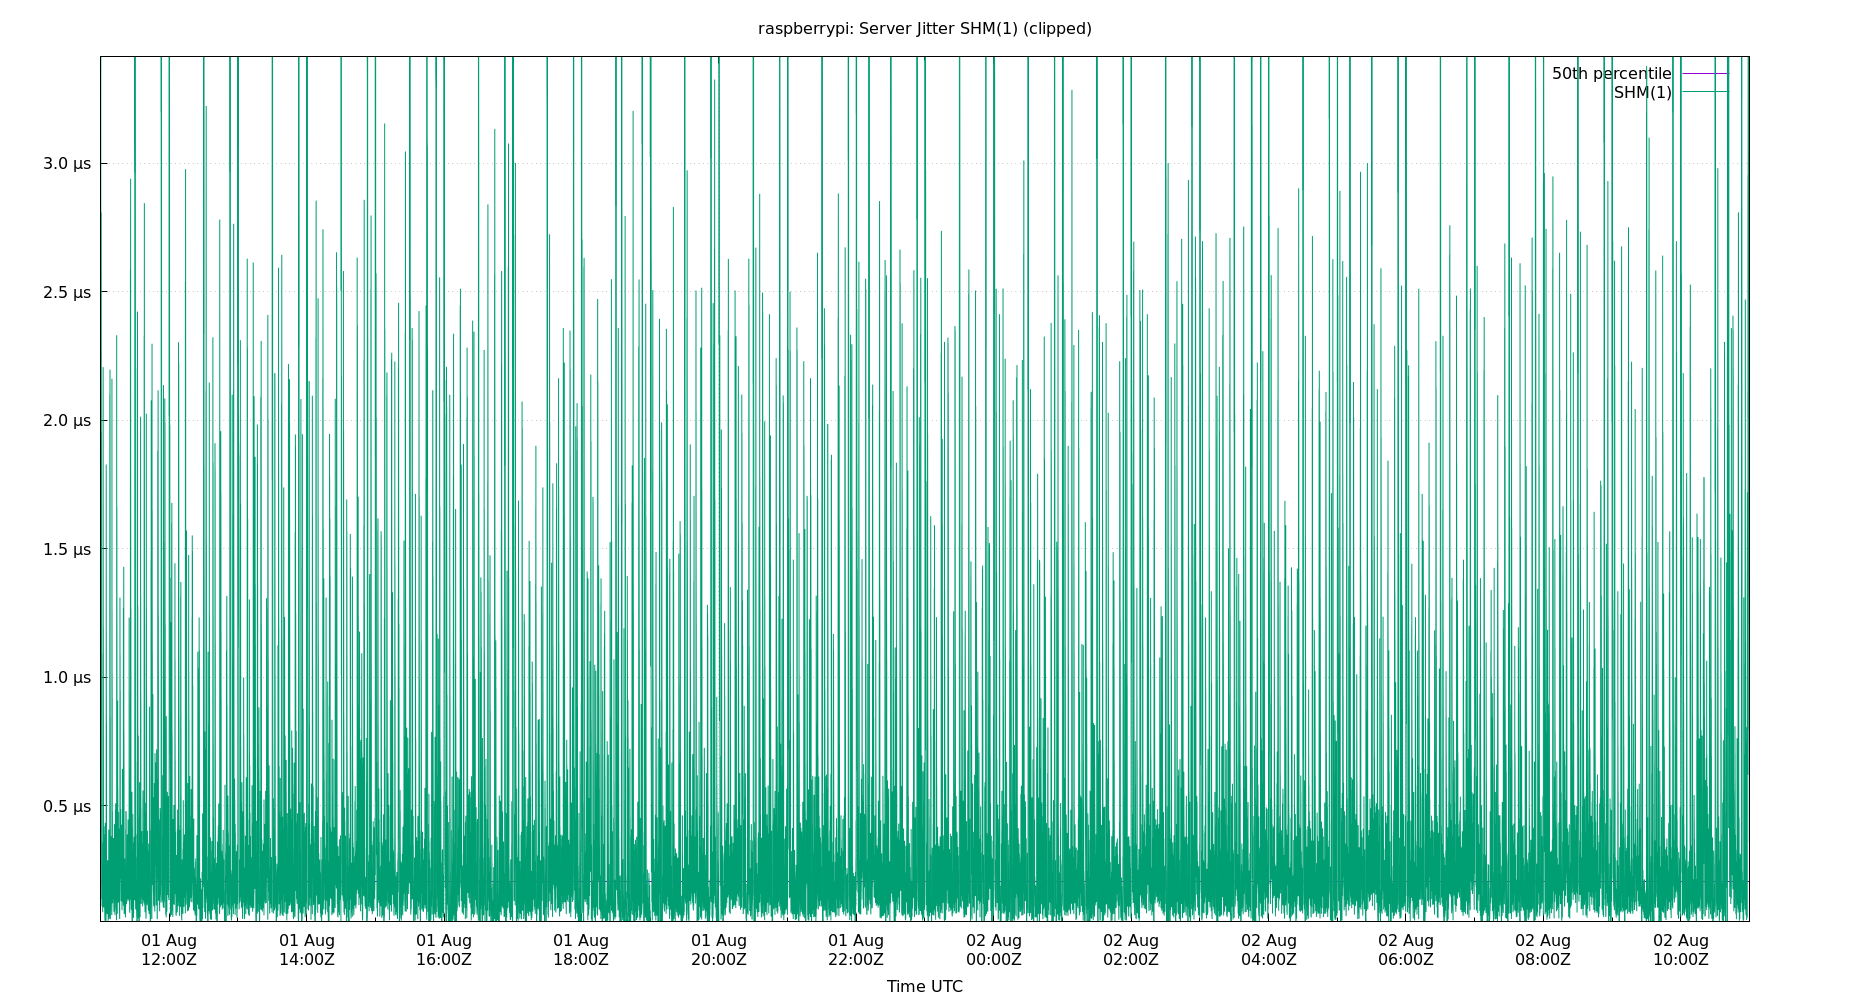 raspberrypi: Server Jitter SHM(1) (clipped)
50th percentile
SHM(1)
3.0 µs
2.5 µs
2.0 µs
1.5 µs
1.0 µs
0.5 µs
01 Aug 01 Aug 01 Aug 01 Aug 01 Aug 01 Aug 02 Aug 02 Aug 02 Aug 02 Aug 02 Aug 02 Aug
12:00Z 14:00Z 16:00Z 18:00Z 20:00Z 22:00Z 00:00Z 02:00Z 04:00Z 06:00Z 08:00Z 10:00Z
Time UTC